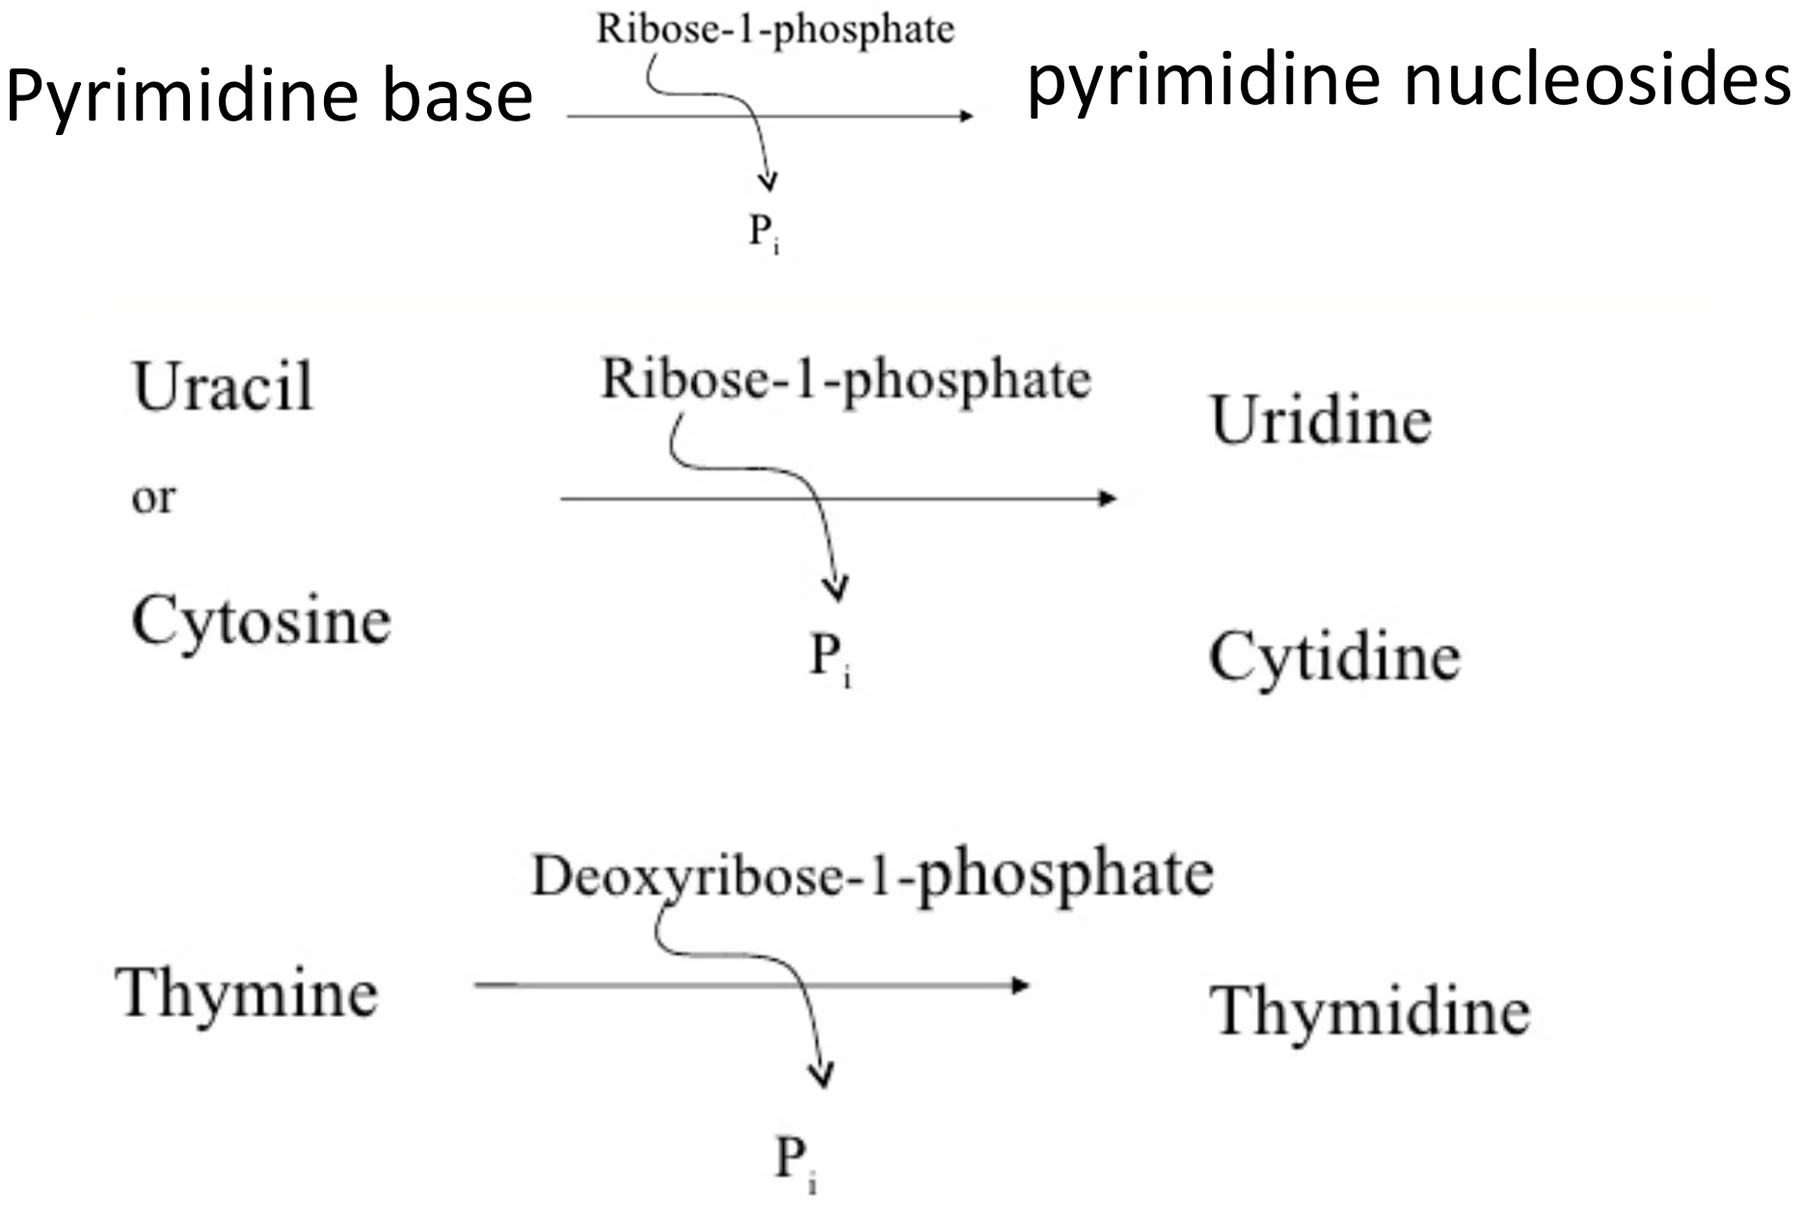 Ribose-1-phosphate
Pyrimidine base
pyrimidine nucleosides
Pi
Uracil
or
Cytosine
Ribose-1-phosphate
Pi
Uridine
Cytidine
Deoxyribose-1-phosphate
Thymine
Thymidine
Pi